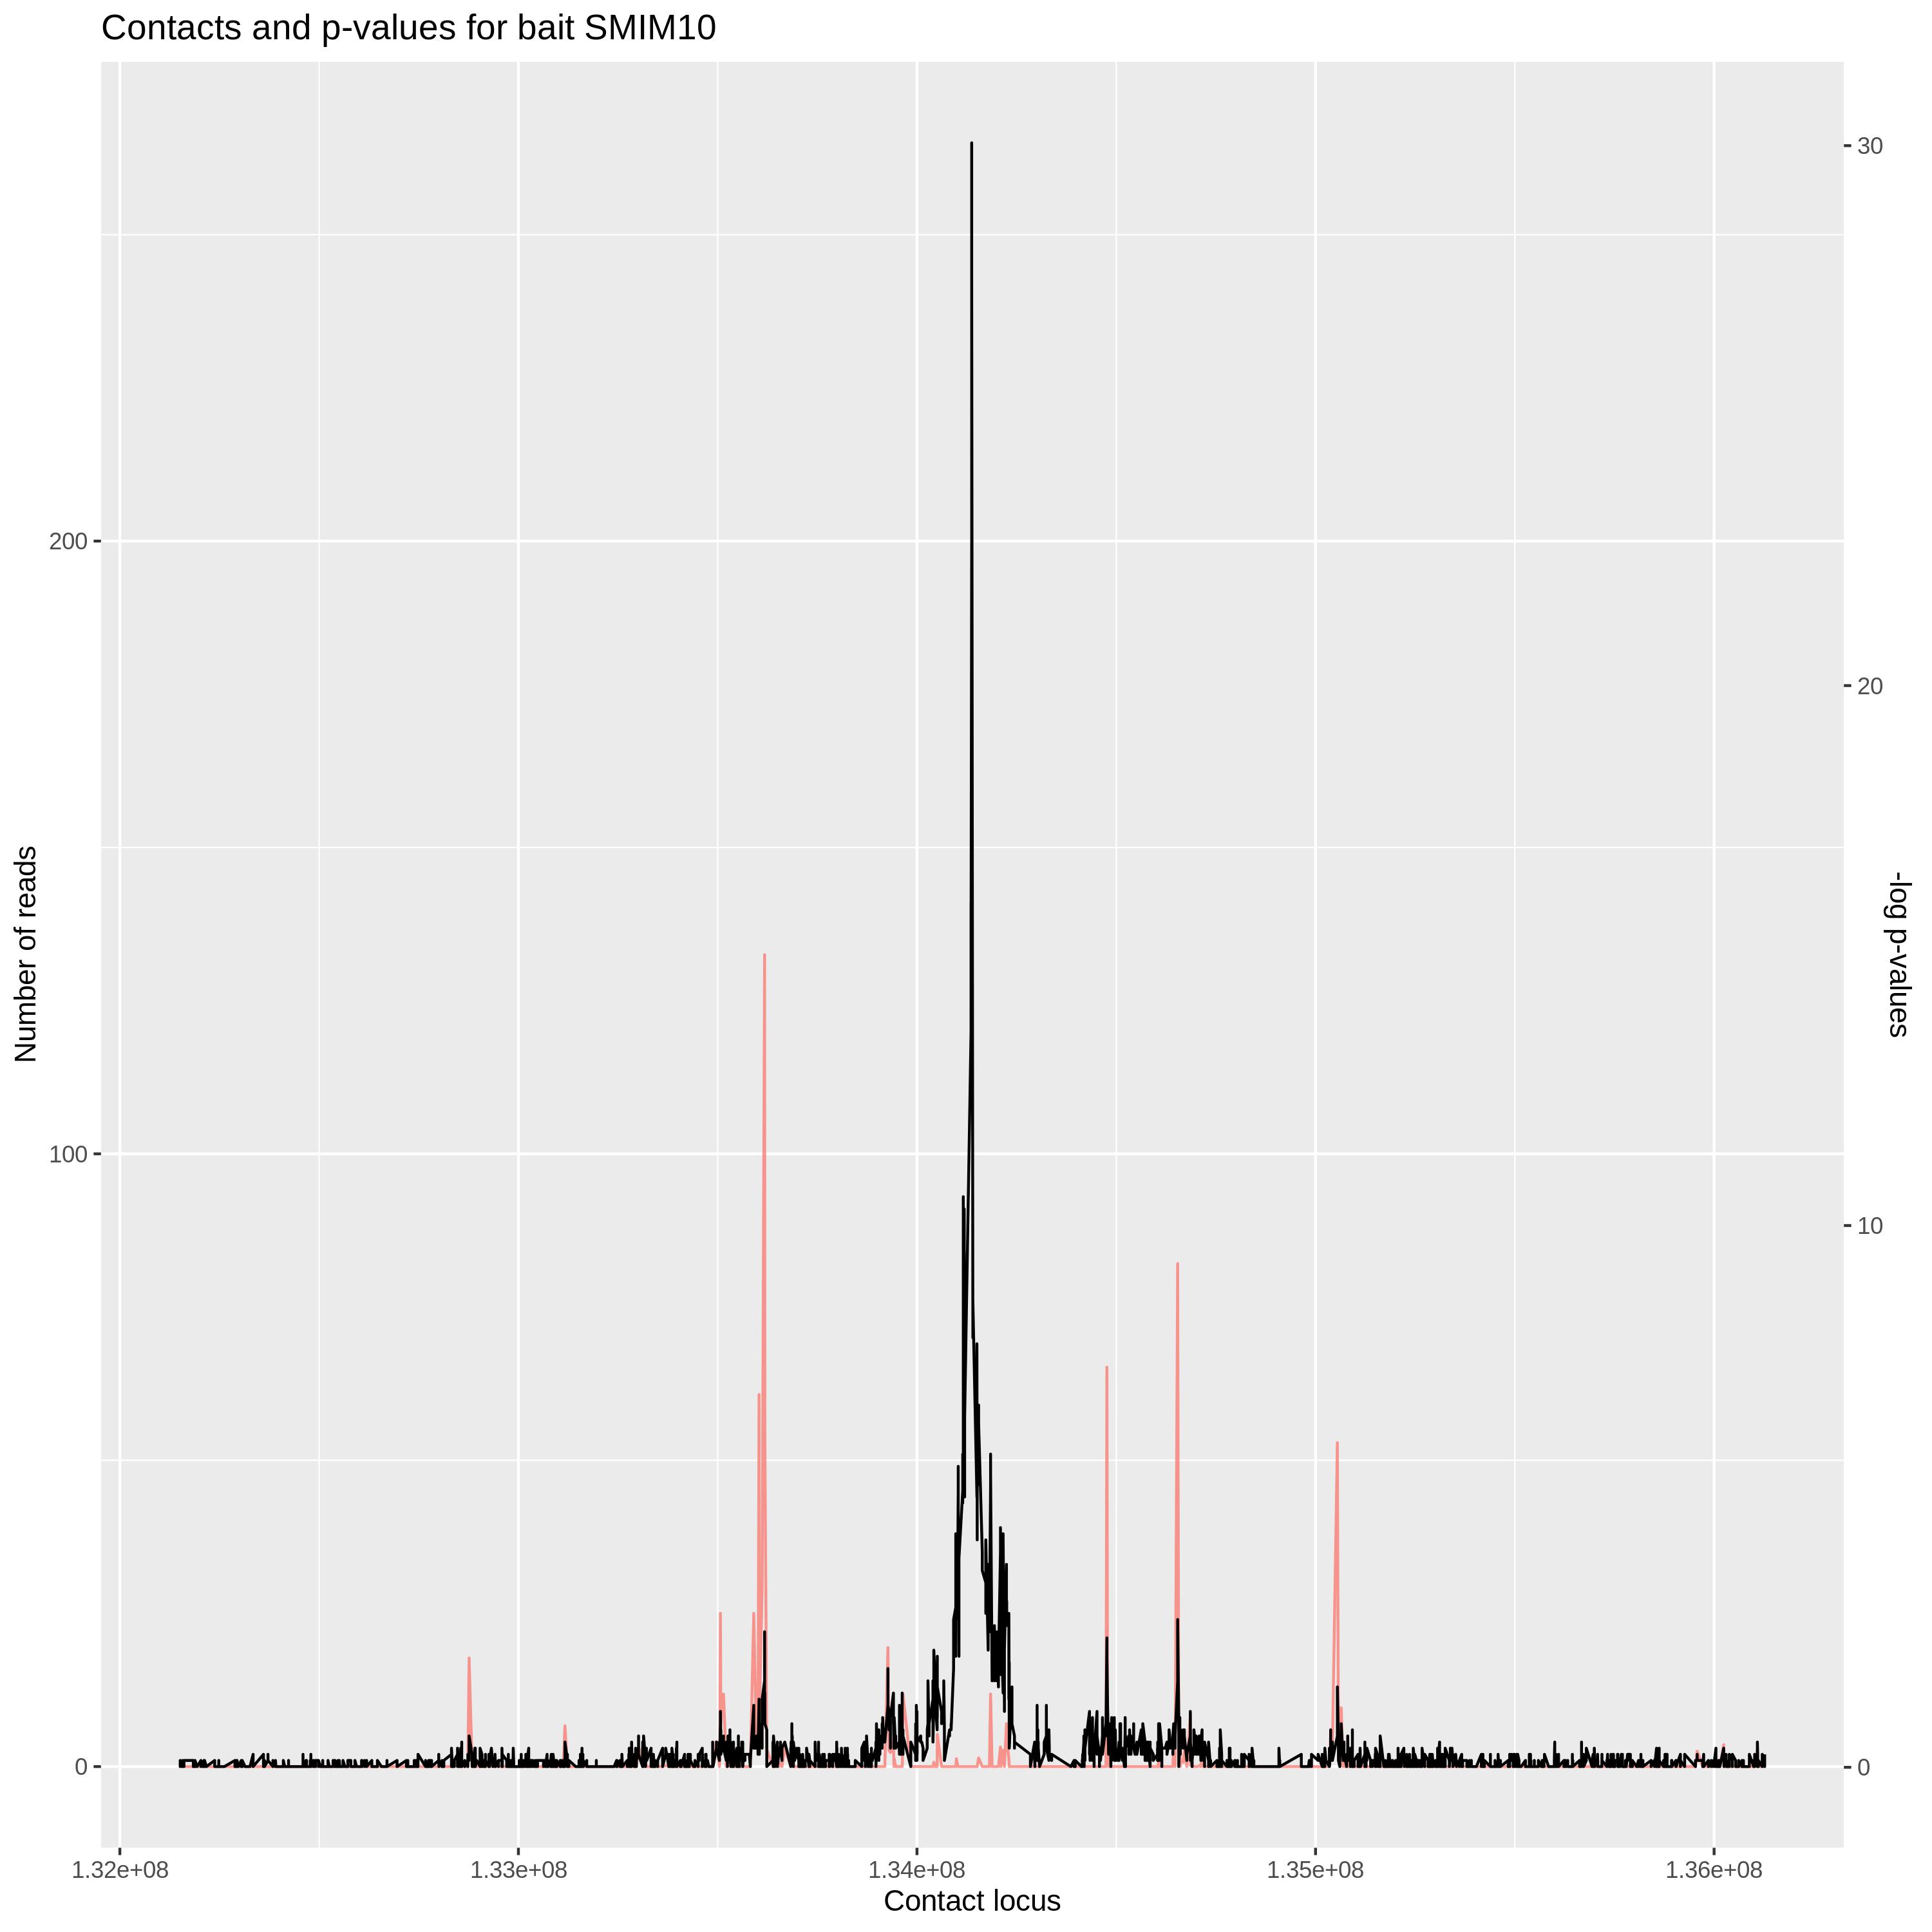 Contacts and p-values for bait SMIM10
30
200
20
Number of reads
-log p-values
100
10
0
0
1.32e+08
1.33e+08
1.34e+08
1.35e+08
1.36e+08
Contact locus